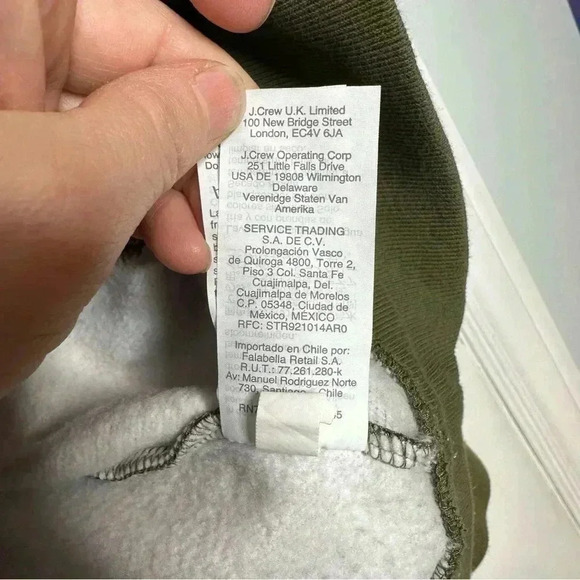 J.Crew U.K. Limited
100 New Bridge Street
London, EC4V 6JA
J.Crew Operating Corp
251 Little Falls Drive
USA DE 19808 Wilmington
Delaware
Verenidge Staten Van
Amerika
SERVICE TRADING
S.A. DE C.V.
Prolongación Vasco
de Quiroga 4800, Torre 2,
Piso 3 Col. Santa Fe
Cuajimalpa, Del.
Cuajimalpa de Morelos
C.P. 05348, Ciudad de
México, MÉXICO
RFC: STR921014AR0
Importado en Chile por:
Falabella Retail S.A.
R.U.T.: 77.261.280-k
Av: Manuel Rodriguez Norte
730, Santiago - Chile